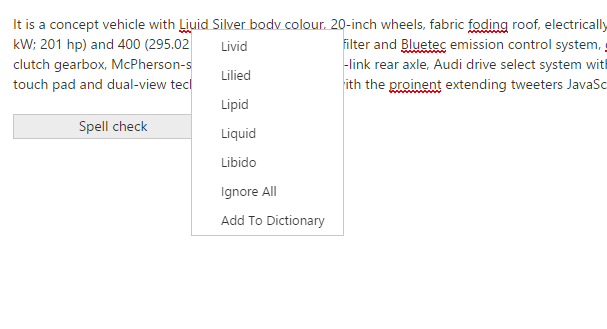 It is a concept vehicle with Liuid Silver body colour, 20-inch wheels, fabric foding roof, electrically
kW; 201 hp) and 400 (295.02 filter and Bluetec emission control system,
clutch gearbox, McPherson-s -link rear axle, Audi drive select system with
touch pad and dual-view tech ith the proinent extending tweeters JavaSc
Spell check
Livid
Lilied
Lipid
Liquid
Libido
Ignore All
Add To Dictionary